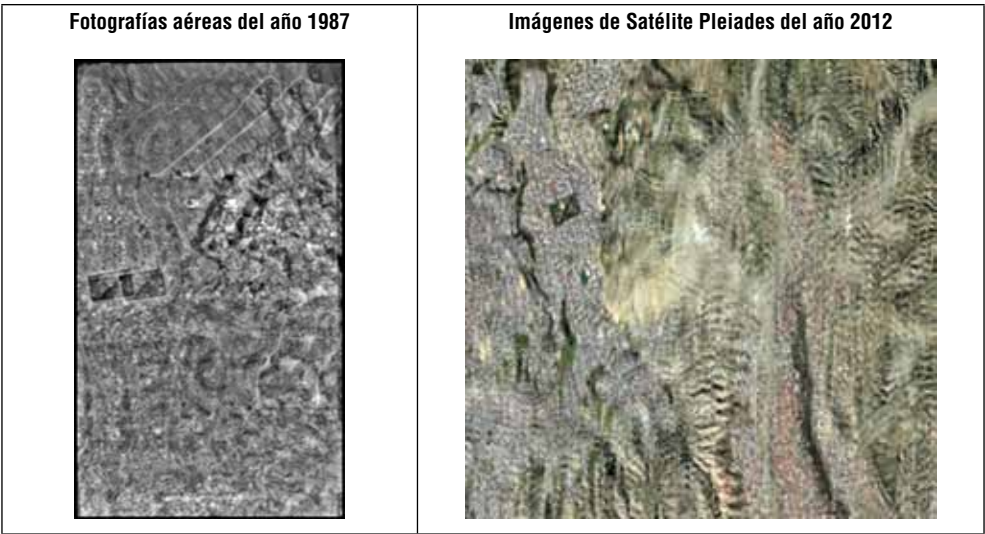 Fotografías aéreas del año 1987
Imágenes de Satélite Pleiades del año 2012